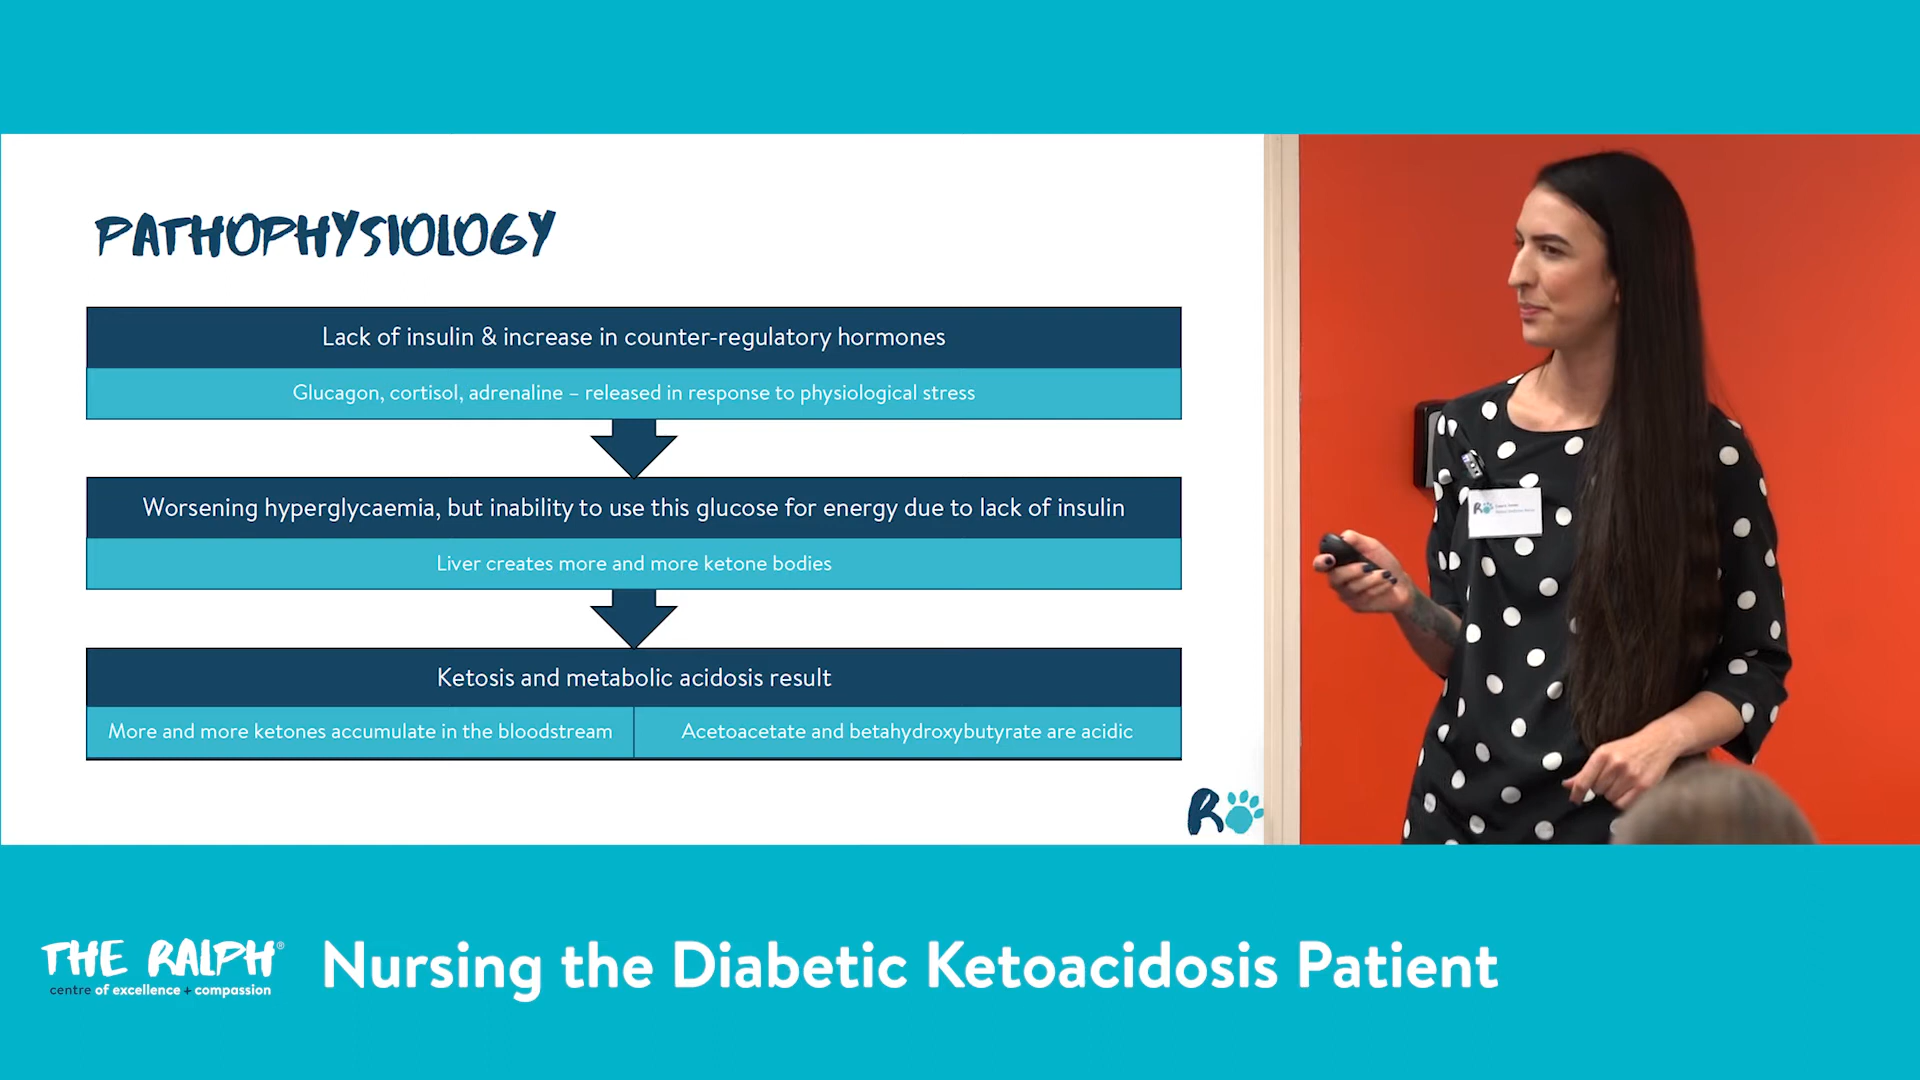 PATHOPHYSIOLOGY
Lack of insulin & increase in counter-regulatory hormones
Glucagon, cortisol, adrenaline – released in response to physiological stress
Worsening hyperglycaemia, but inability to use this glucose for energy due to lack of insulin
Liver creates more and more ketone bodies
Ketosis and metabolic acidosis result
More and more ketones accumulate in the bloodstream
Acetoacetate and betahydroxybutyrate are acidic
R
R
THE RALPH®
centre of excellence + compassion
Nursing the Diabetic Ketoacidosis Patient